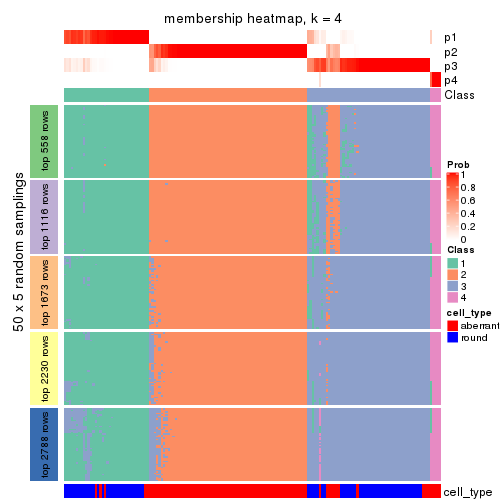 membership heatmap, k = 4
p1
p2
p3
p4
Class
50 x 5 random samplings
top 558 rows
top 1116 rows
top 1673 rows
top 2230 rows
top 2788 rows
cell_type
Prob
1
0.8
0.6
0.4
0.2
0
Class
1
2
3
4
cell_type
aberrant
round